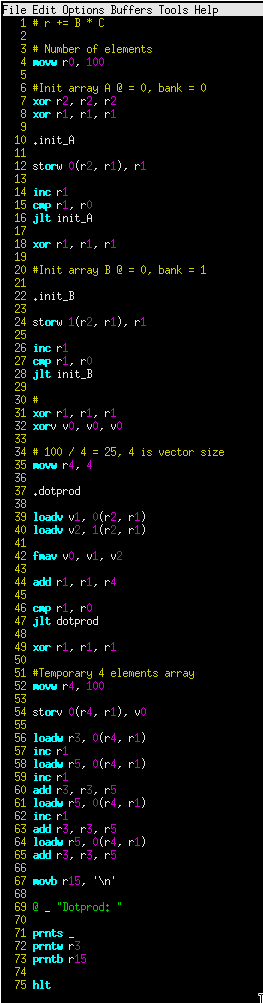 File Edit Options Buffers Tools Help
1 # r += B * C
2
3 # Number of elements
4 movw r0, 100
5
6 #Init array A @ = 0, bank = 0
7 xor r2, r2, r2
8 xor r1, r1, r1
9
10 .init_A
11
12 storw 0(r2, r1), r1
13
14 inc r1
15 cmp r1, r0
16 jlt init_A
17
18 xor r1, r1, r1
19
20 #Init array B @ = 0, bank = 1
21
22 .init_B
23
24 storw 1(r2, r1), r1
25
26 inc r1
27 cmp r1, r0
28 jlt init_B
29
30 #
31 xor r1, r1, r1
32 xorv v0, v0, v0
33
34 # 100 / 4 = 25, 4 is vector size
35 movw r4, 4
36
37 .dotprod
38
39 loadv v1, 0(r2, r1)
40 loadv v2, 1(r2, r1)
41
42 fmav v0, v1, v2
43
44 add r1, r1, r4
45
46 cmp r1, r0
47 jlt dotprod
48
49 xor r1, r1, r1
50
51 #Temporary 4 elements array
52 movw r4, 100
53
54 storv 0(r4, r1), v0
55
56 loadw r3, 0(r4, r1)
57 inc r1
58 loadw r5, 0(r4, r1)
59 inc r1
60 add r3, r3, r5
61 loadw r5, 0(r4, r1)
62 inc r1
63 add r3, r3, r5
64 loadw r5, 0(r4, r1)
65 add r3, r3, r5
66
67 movb r15, '\n'
68
69 @ _ "Dotprod: "
70
71 prnts _
72 prntw r3
73 prntb r15
74
75 hlt